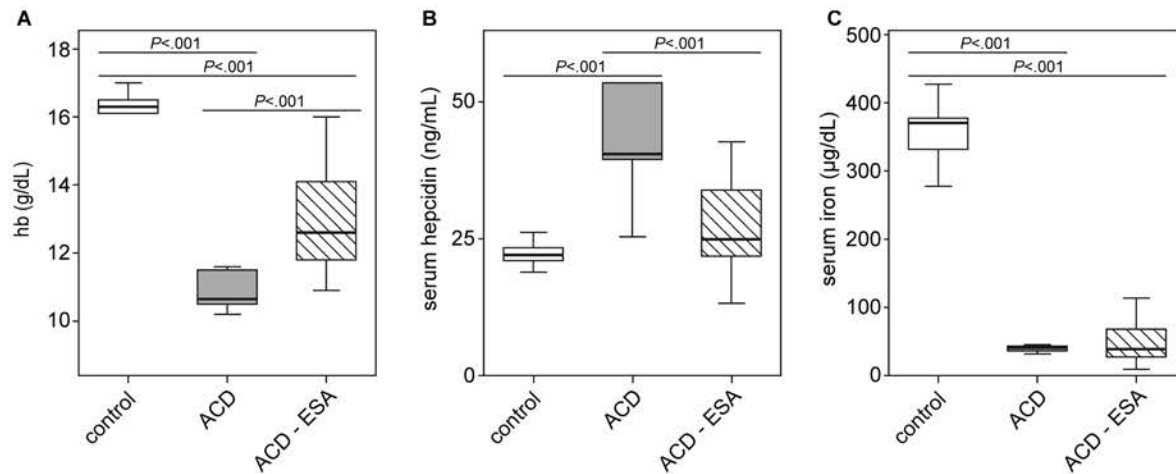 A
hb (g/dL)
18
16
14
12
10
P<.001
P<.001
P<.001
control
ACD
ACD - ESA
B
serum hepcidin (ng/mL)
50
25
0
P<.001
P<.001
control
ACD
ACD - ESA
C
serum iron (µg/dL)
500
400
300
200
100
0
P<.001
P<.001
control
ACD
ACD - ESA